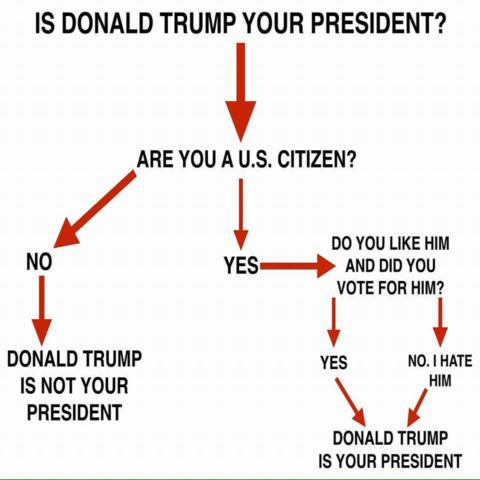 IS DONALD TRUMP YOUR PRESIDENT?
ARE YOU A U.S. CITIZEN?
NO
DONALD TRUMP
IS NOT YOUR
PRESIDENT
YES
DO YOU LIKE HIM
AND DID YOU
VOTE FOR HIM?
YES
NO. I HATE
HIM
DONALD TRUMP
IS YOUR PRESIDENT